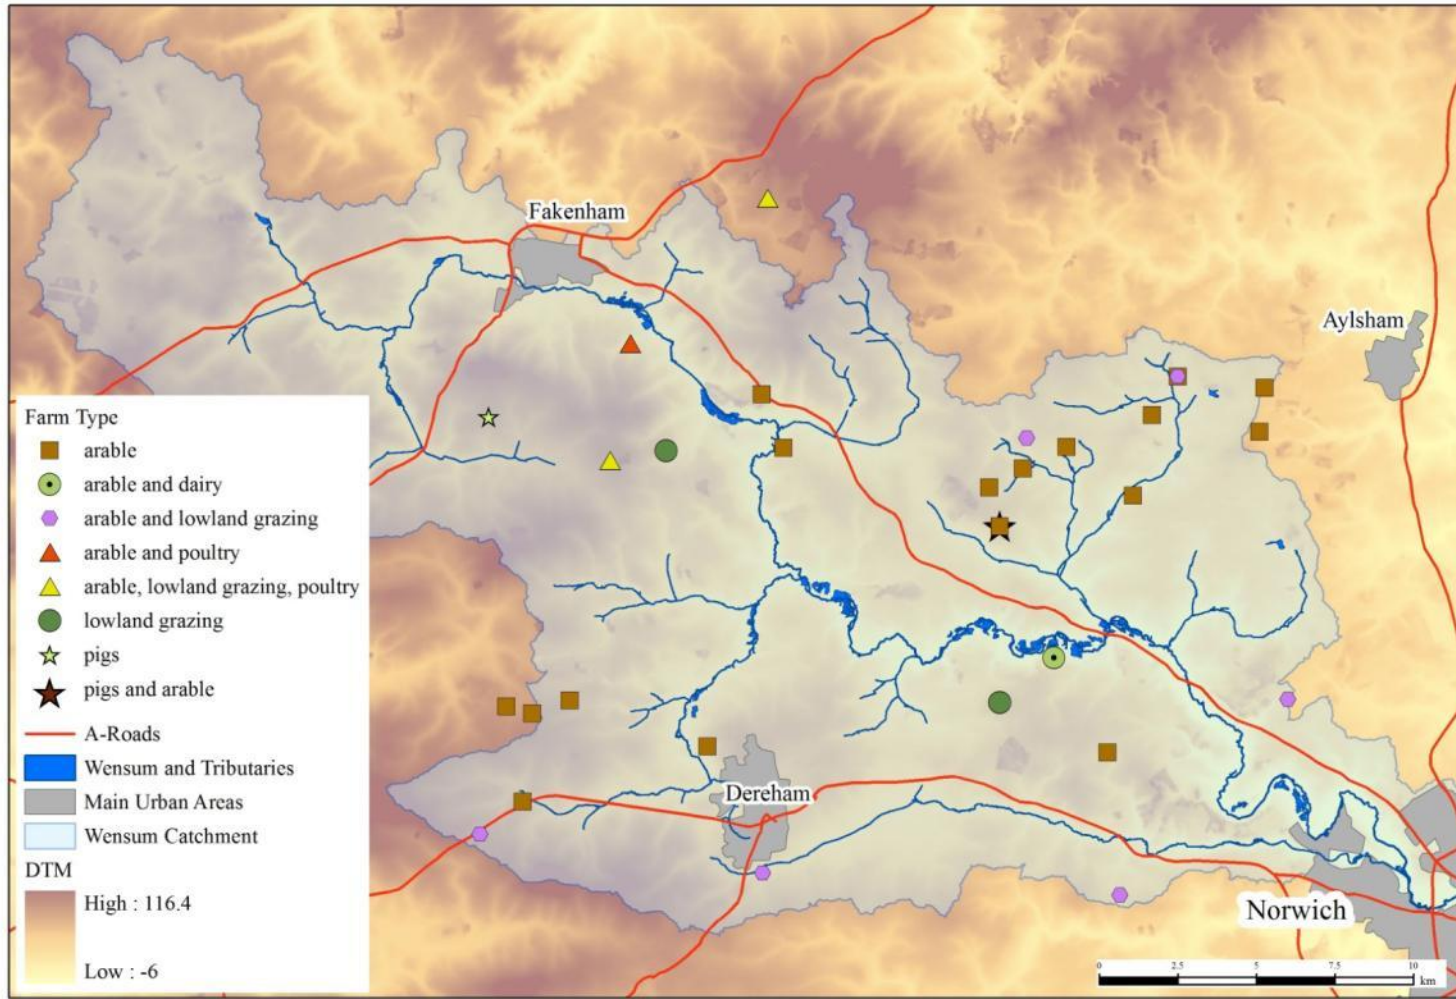 Fakenham
Aylsham
Farm Type
arable
arable and dairy
arable and lowland grazing
arable and poultry
arable, lowland grazing, poultry
lowland grazing
pigs
pigs and arable
A-Roads
Wensum and Tributaries
Main Urban Areas
Wensum Catchment
DTM
High : 116.4
Low : -6
Dereham
Norwich
0 2.5 5 7.5 10
km